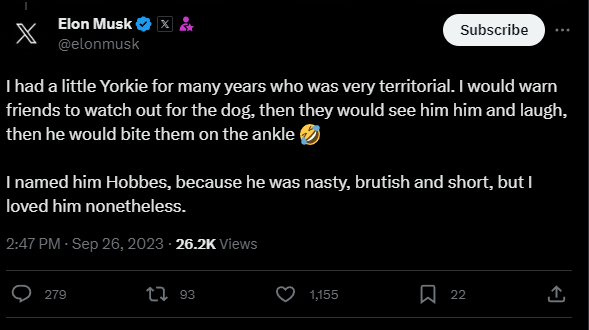 Elon Musk
@elonmusk
Subscribe
I had a little Yorkie for many years who was very territorial. I would warn
friends to watch out for the dog, then they would see him him and laugh,
then he would bite them on the ankle 🤣
I named him Hobbes, because he was nasty, brutish and short, but I
loved him nonetheless.
2:47 PM · Sep 26, 2023 · 26.2K Views
279 93 1,155 22